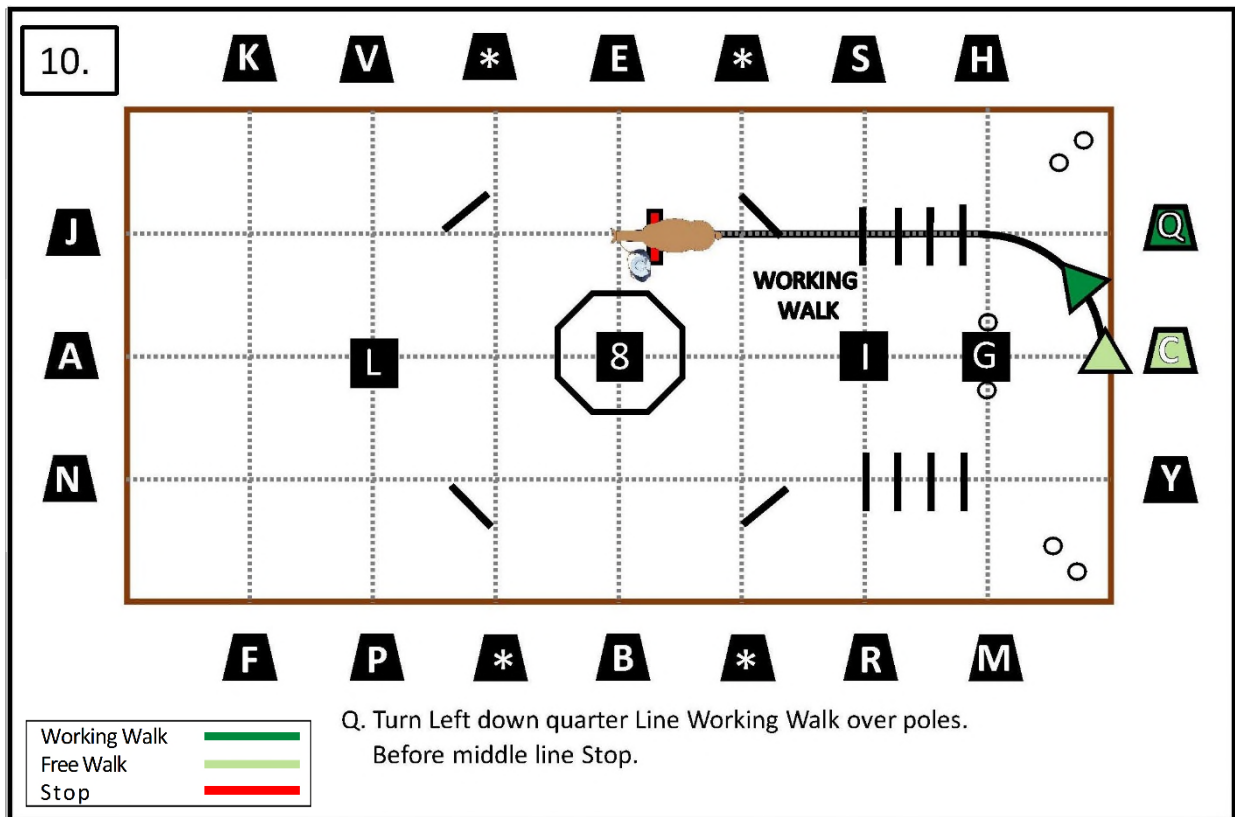 10.
K V * E * S H
J Q
WORKING
WALK
A L 8 I G C
N Y
F P * B * R M
Q. Turn Left down quarter Line Working Walk over poles.
Before middle line Stop.
Working Walk
Free Walk
Stop